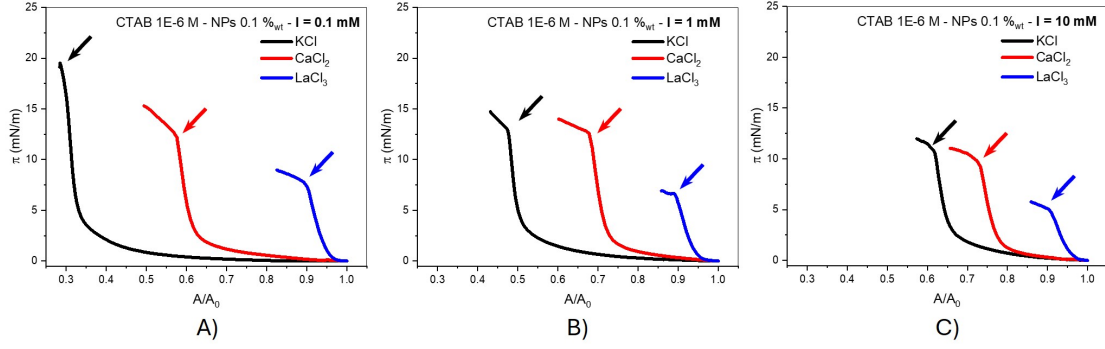 CTAB 1E-6 M - NPs 0.1 %wt - I = 0.1 mM
KCl
CaCl₂
LaCl₃
25
20
15
10
5
0
π (mN/m)
0.3 0.4 0.5 0.6 0.7 0.8 0.9 1.0
A/A₀
A)
CTAB 1E-6 M - NPs 0.1 %wt - I = 1 mM
KCl
CaCl₂
LaCl₃
25
20
15
10
5
0
π (mN/m)
0.3 0.4 0.5 0.6 0.7 0.8 0.9 1.0
A/A₀
B)
CTAB 1E-6 M - NPs 0.1 %wt - I = 10 mM
KCl
CaCl₂
LaCl₃
25
20
15
10
5
0
π (mN/m)
0.3 0.4 0.5 0.6 0.7 0.8 0.9 1.0
A/A₀
C)